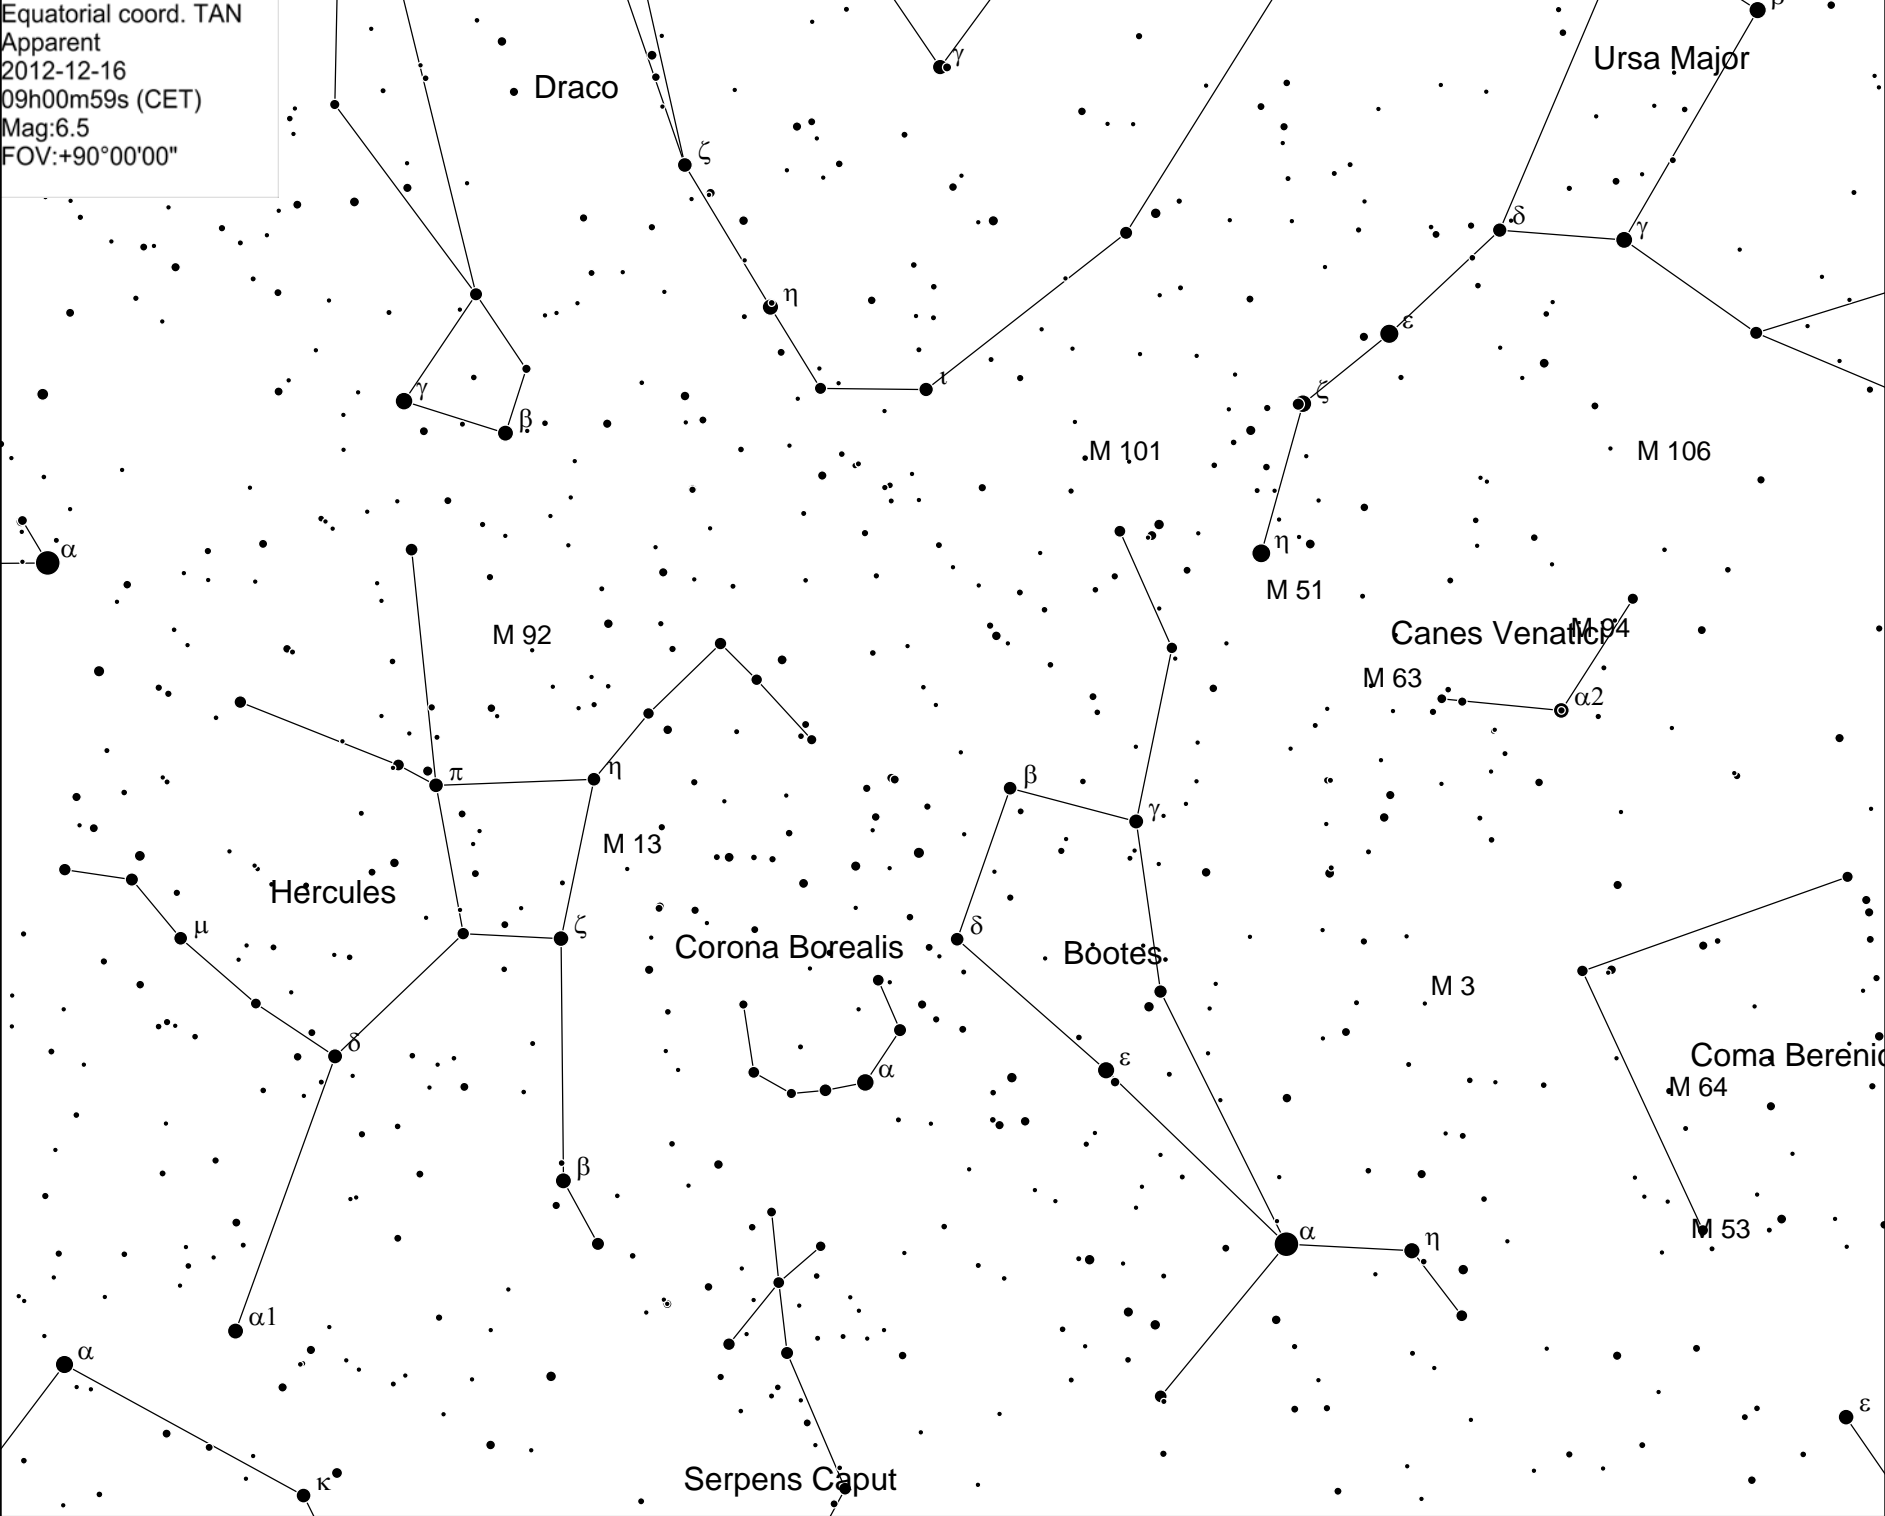 Equatorial coord. TAN
Apparent
2012-12-16
09h00m59s (CET)
Mag:6.5
FOV:+90°00'00"
β
Ursa Major
γ
Draco
ζ
δ
γ
η
ε
ι
γ
β
ζ
M 101
M 106
α
η
M 51
M 92
Canes Venatici
M 94
M 63
α2
π
η
β
γ
M 13
Hercules
μ
ζ
δ
Corona Borealis
Bootes
M 3
δ
ε
α
Coma Berenic
M 64
β
M 53
α
η
α1
α
ε
κ
Serpens Caput